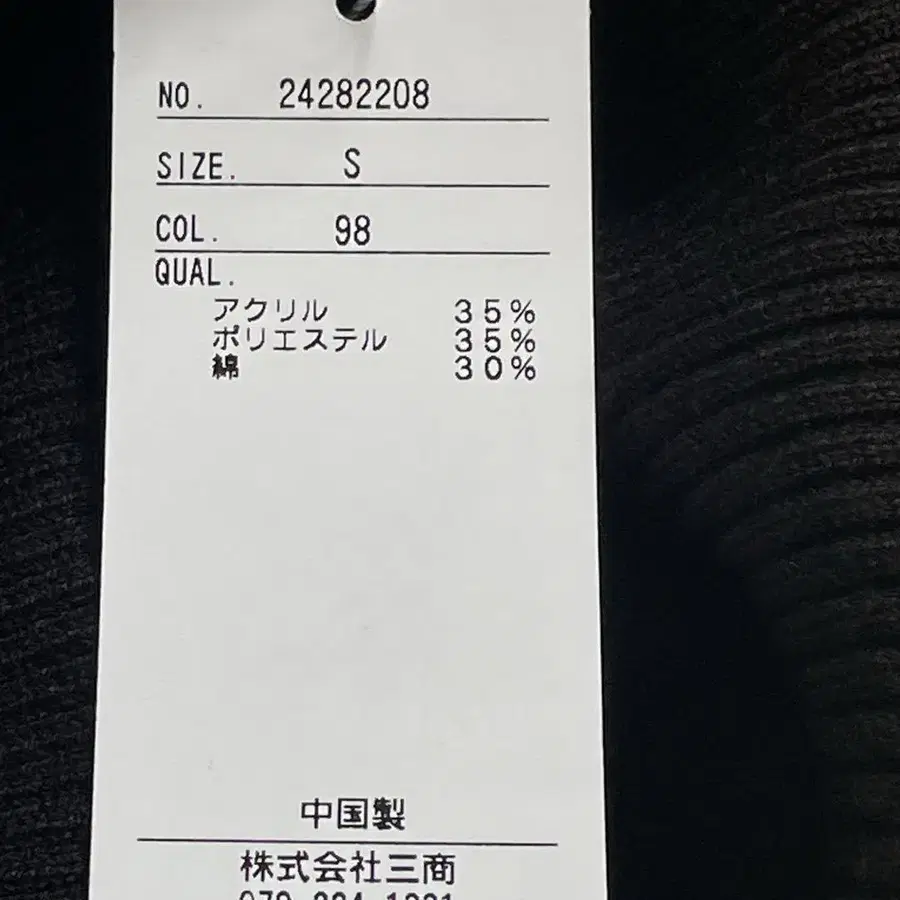 NO. 24282208
SIZE. S
COL. 98
QUAL.
アクリル 35%
ポリエステル 35%
綿 30%
中国製
株式会社三商